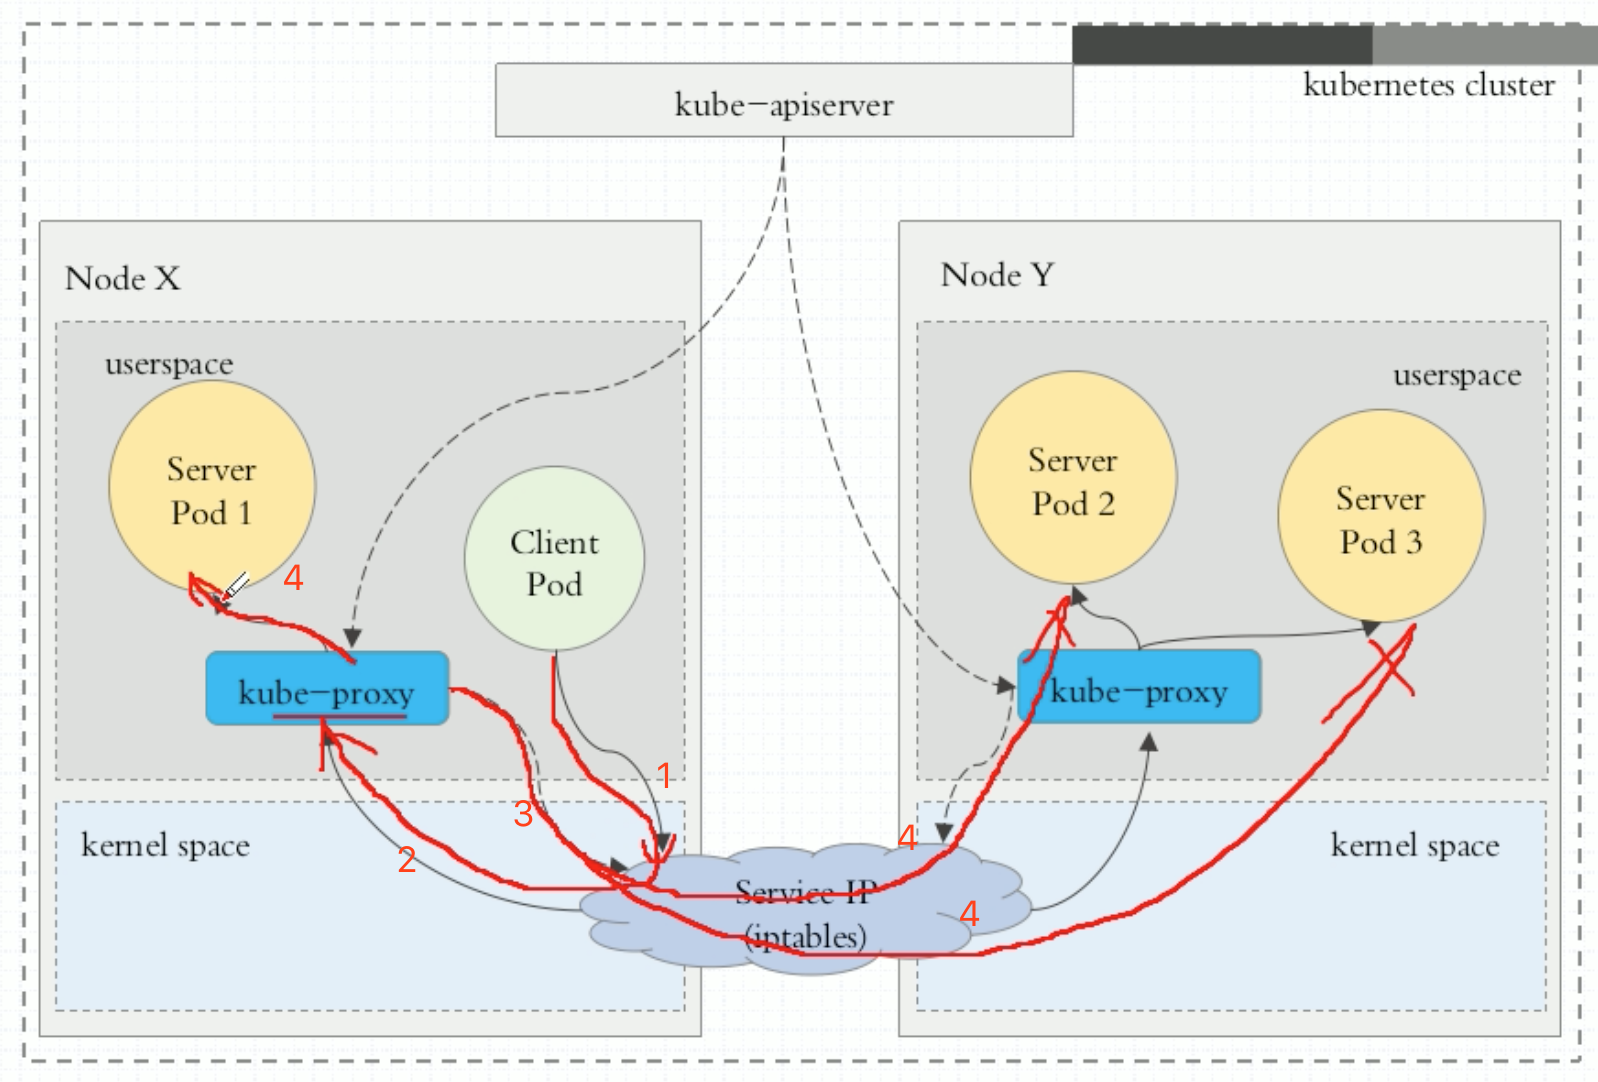 kubernetes cluster
kube-apiserver
Node X
userspace
Server
Pod 1
4
Client
Pod
kube-proxy
1
3
2
kernel space
Node Y
userspace
Server
Pod 2
Server
Pod 3
kube-proxy
4
kernel space
4
Service IP
(iptables)